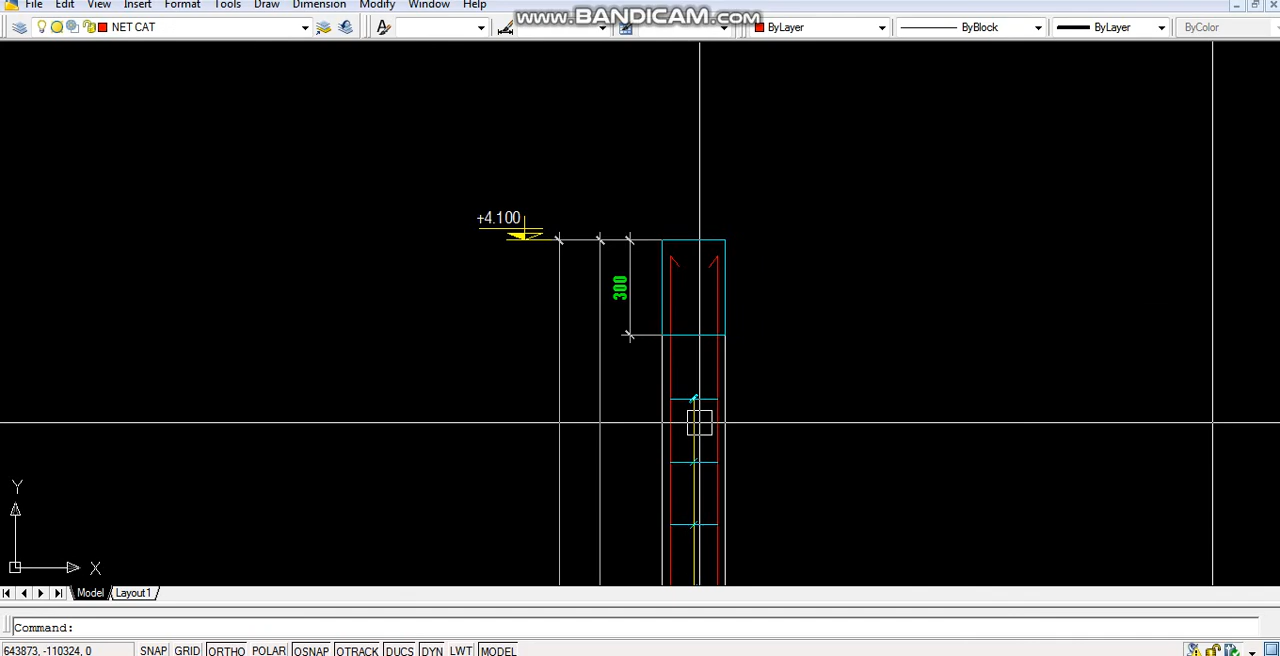 File Edit View Insert Format Tools Draw Dimension Modify Window Help
www.BANDICAM.com
NET CAT ByLayer ByBlock ByLayer ByColor
+4.100
300
Y
X
Model Layout1
Command:
643873, -110324, 0 SNAP GRID ORTHO POLAR OSNAP OTRACK DUCS DYN LWT MODEL